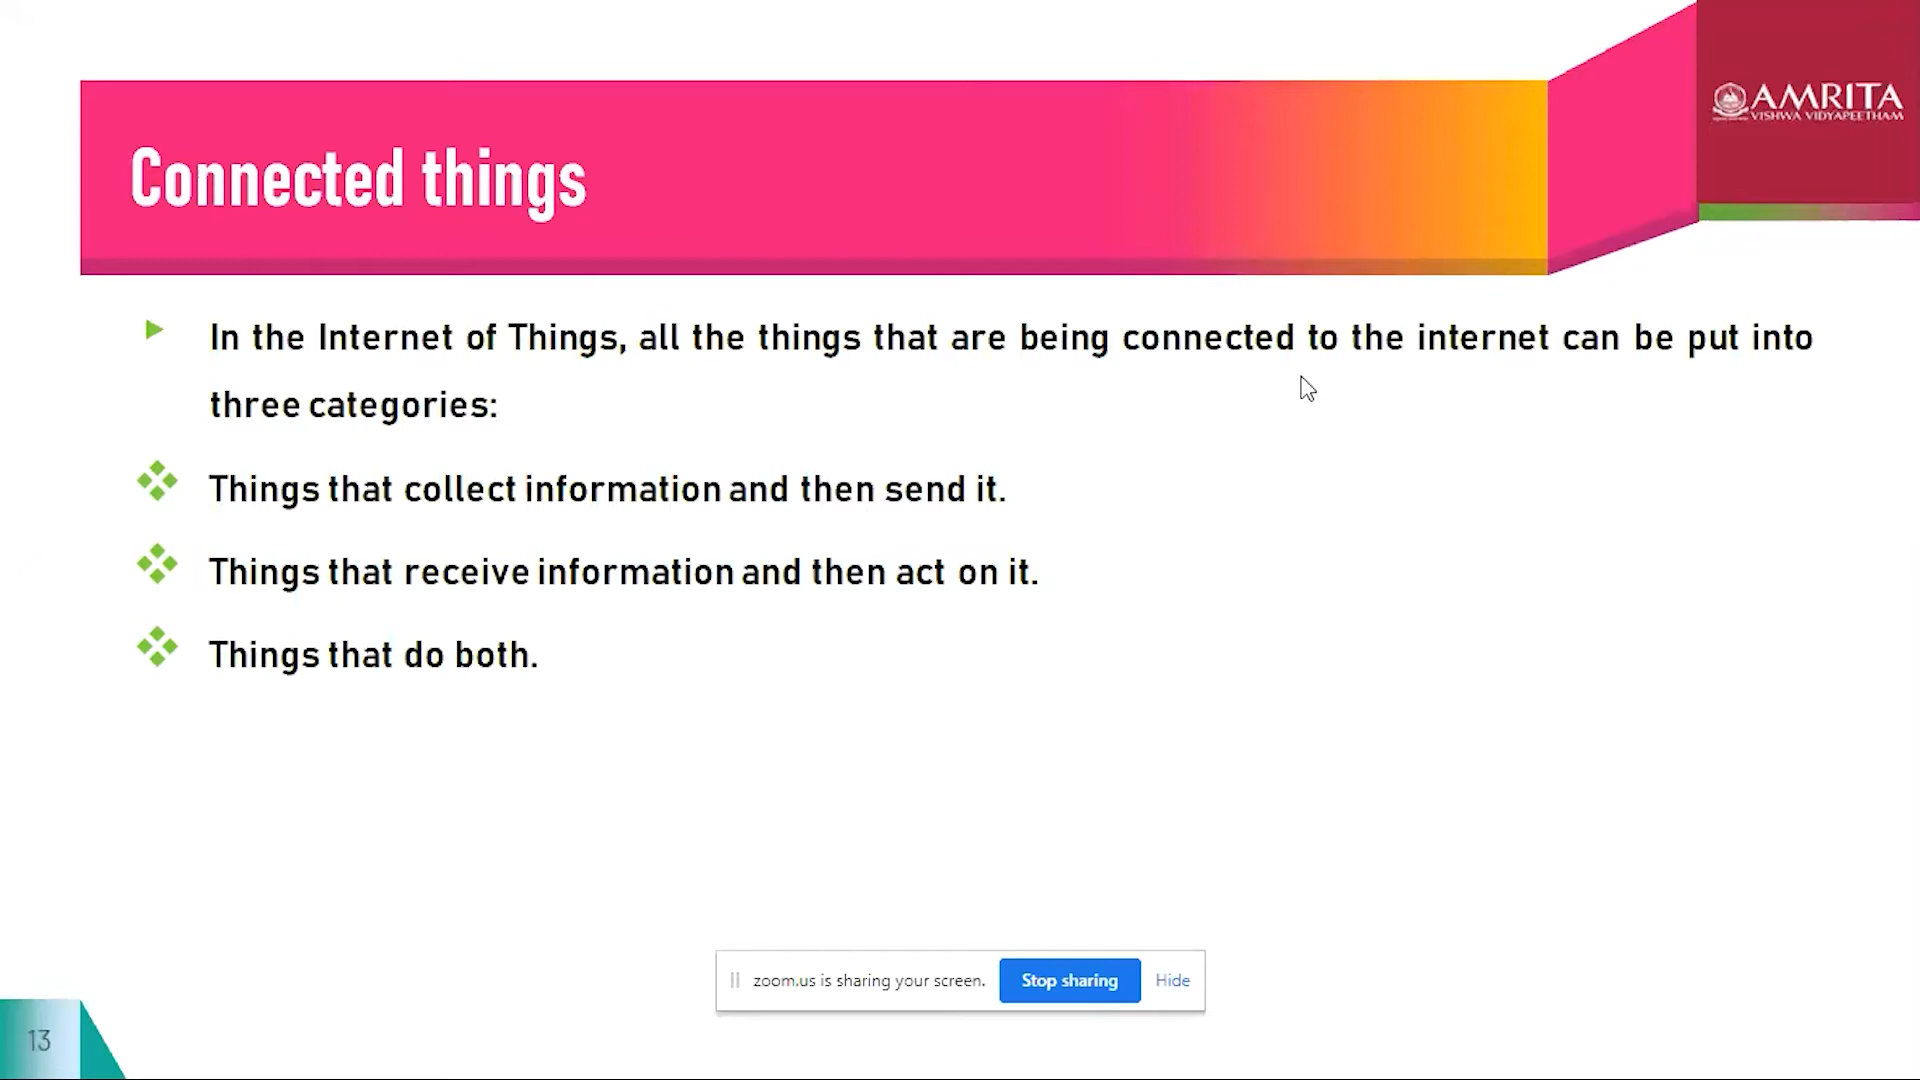 AMRITA
VISHWA VIDYAPEETHAM
Connected things
In the Internet of Things, all the things that are being connected to the internet can be put into
three categories:
Things that collect information and then send it.
Things that receive information and then act on it.
Things that do both.
zoom.us is sharing your screen. Stop sharing Hide
13